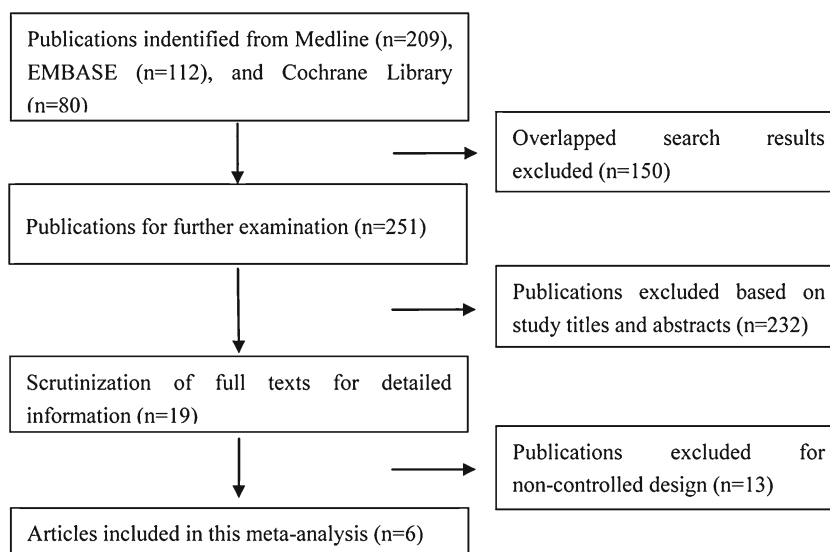 Publications indentified from Medline (n=209),
EMBASE (n=112), and Cochrane Library
(n=80)
Overlapped search results
excluded (n=150)
Publications for further examination (n=251)
Publications excluded based on
study titles and abstracts (n=232)
Scrutinization of full texts for detailed
information (n=19)
Publications excluded for
non-controlled design (n=13)
Articles included in this meta-analysis (n=6)